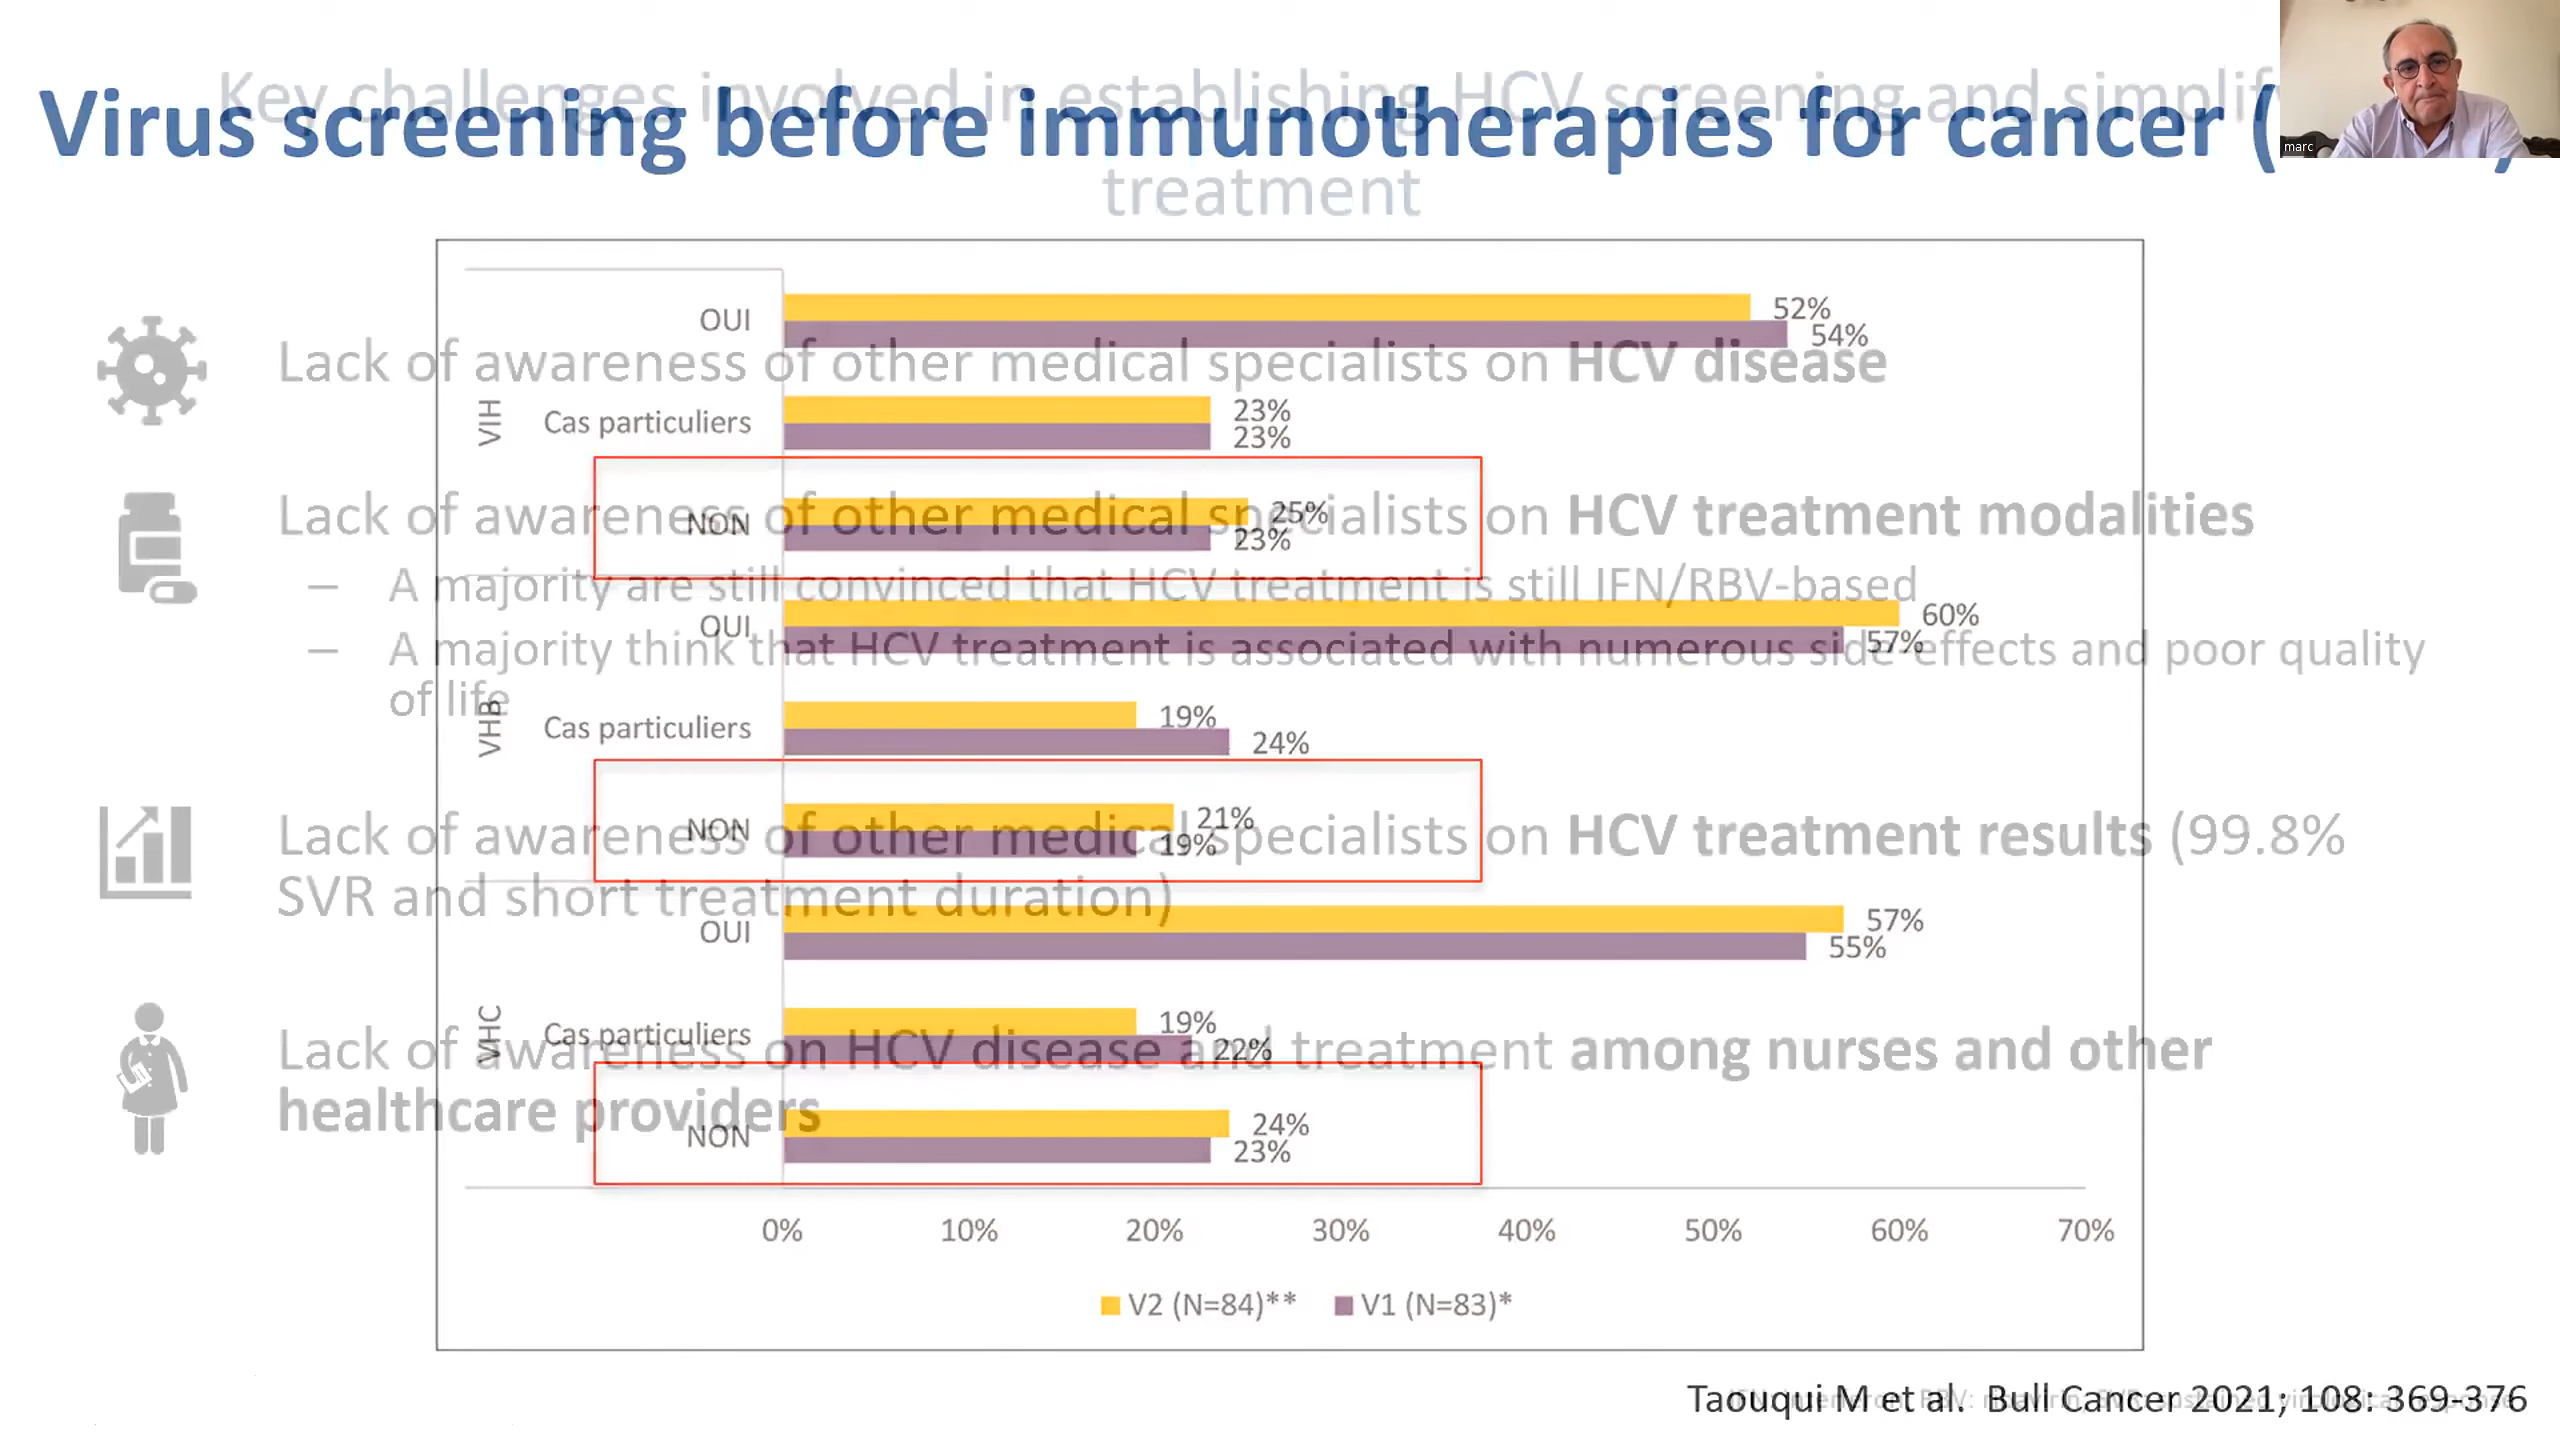 Key challenges involved in establishing HCV screening and simplif
Virus screening before immunotherapies for cancer (
treatment
marc
OUI
52%
54%
Lack of awareness of other medical specialists on HCV disease
VIH
Cas particuliers
23%
23%
Lack of awareness of other medical specialists on HCV treatment modalities
NON
25%
23%
– A majority are still convinced that HCV treatment is still IFN/RBV-based
OUI
60%
57%
– A majority think that HCV treatment is associated with numerous side effects and poor quality
of life
VHB
Cas particuliers
19%
24%
Lack of awareness of other medical specialists on HCV treatment results (99.8%
SVR and short treatment duration)
NON
21%
19%
OUI
57%
55%
VHC
Cas particuliers
19%
22%
Lack of awareness on HCV disease and treatment among nurses and other
healthcare providers
NON
24%
23%
0% 10% 20% 30% 40% 50% 60% 70%
V2 (N=84)** V1 (N=83)*
Taouqui M et al. Bull Cancer 2021; 108: 369-376